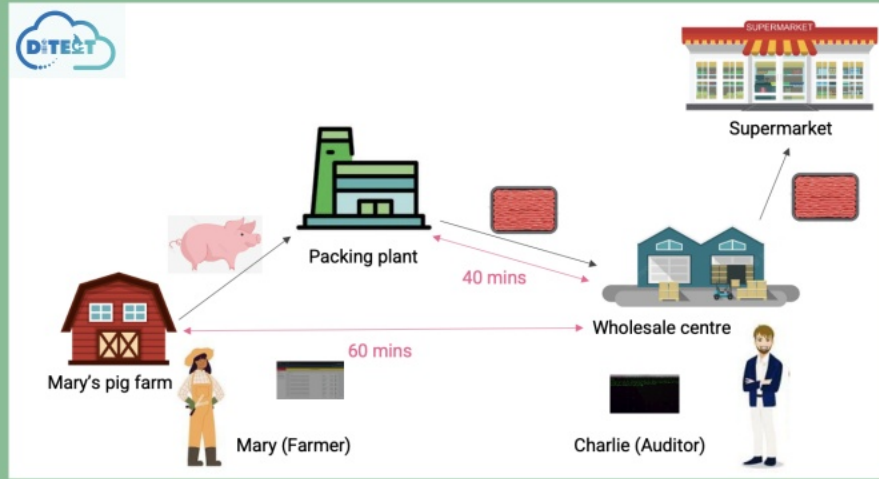 DiTECT
SUPERMARKET
Supermarket
Packing plant
40 mins
Wholesale centre
60 mins
Mary's pig farm
Mary (Farmer)
Charlie (Auditor)